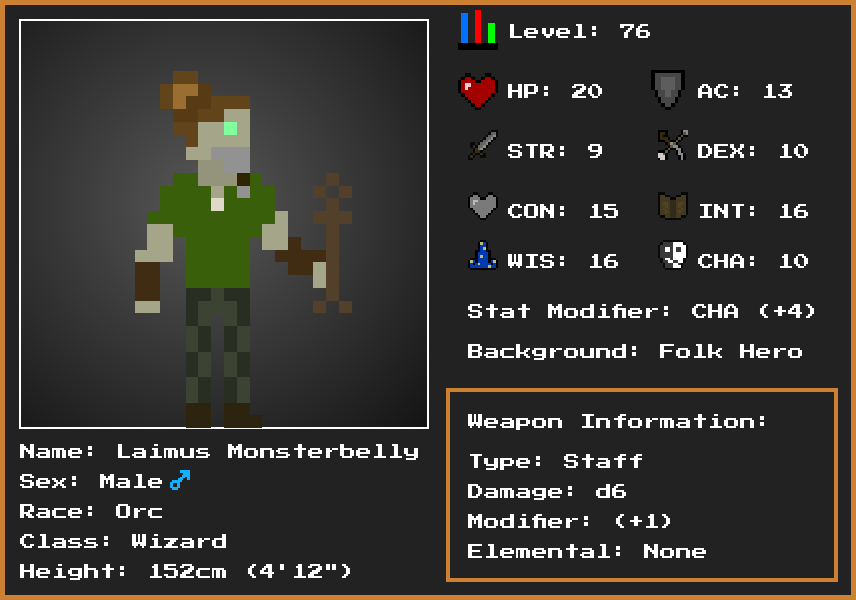 Level: 76
HP: 20 AC: 13
STR: 9 DEX: 10
CON: 15 INT: 16
WIS: 16 CHA: 10
Stat Modifier: CHA (+4)
Background: Folk Hero
Weapon Information:
Type: Staff
Damage: d6
Modifier: (+1)
Elemental: None
Name: Laimus Monsterbelly
Sex: Male ♂
Race: Orc
Class: Wizard
Height: 152cm (4'12")